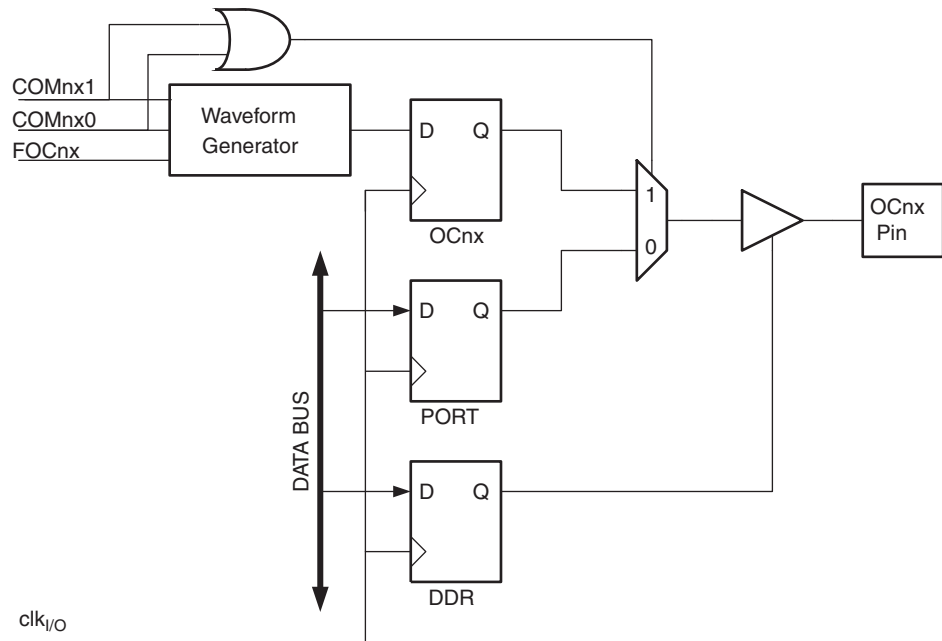 COMnx1
COMnx0
FOCnx
Waveform
Generator
D Q
OCnx
1
0
OCnx
Pin
D Q
PORT
DATA BUS
D Q
DDR
clkI/O